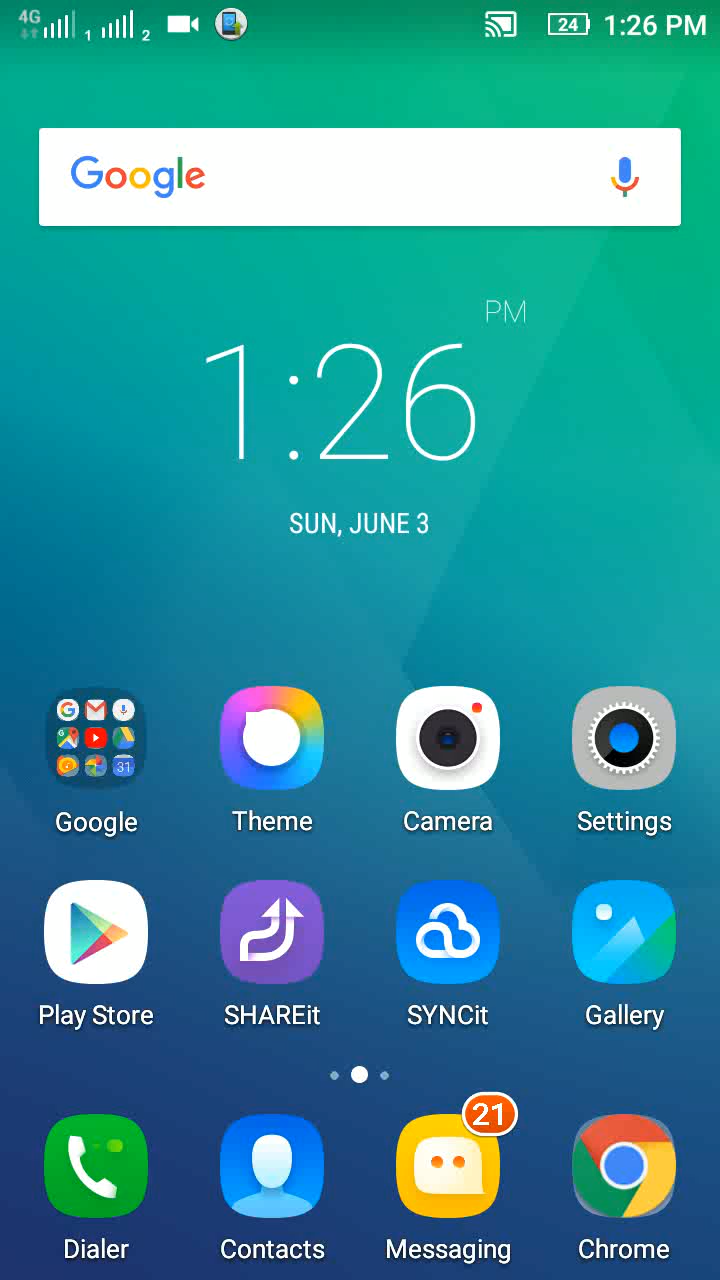 4G 1 2 24 1:26 PM
Google
PM
1:26
SUN, JUNE 3
31
Google Theme Camera Settings
Play Store SHAREit SYNCit Gallery
21
Dialer Contacts Messaging Chrome